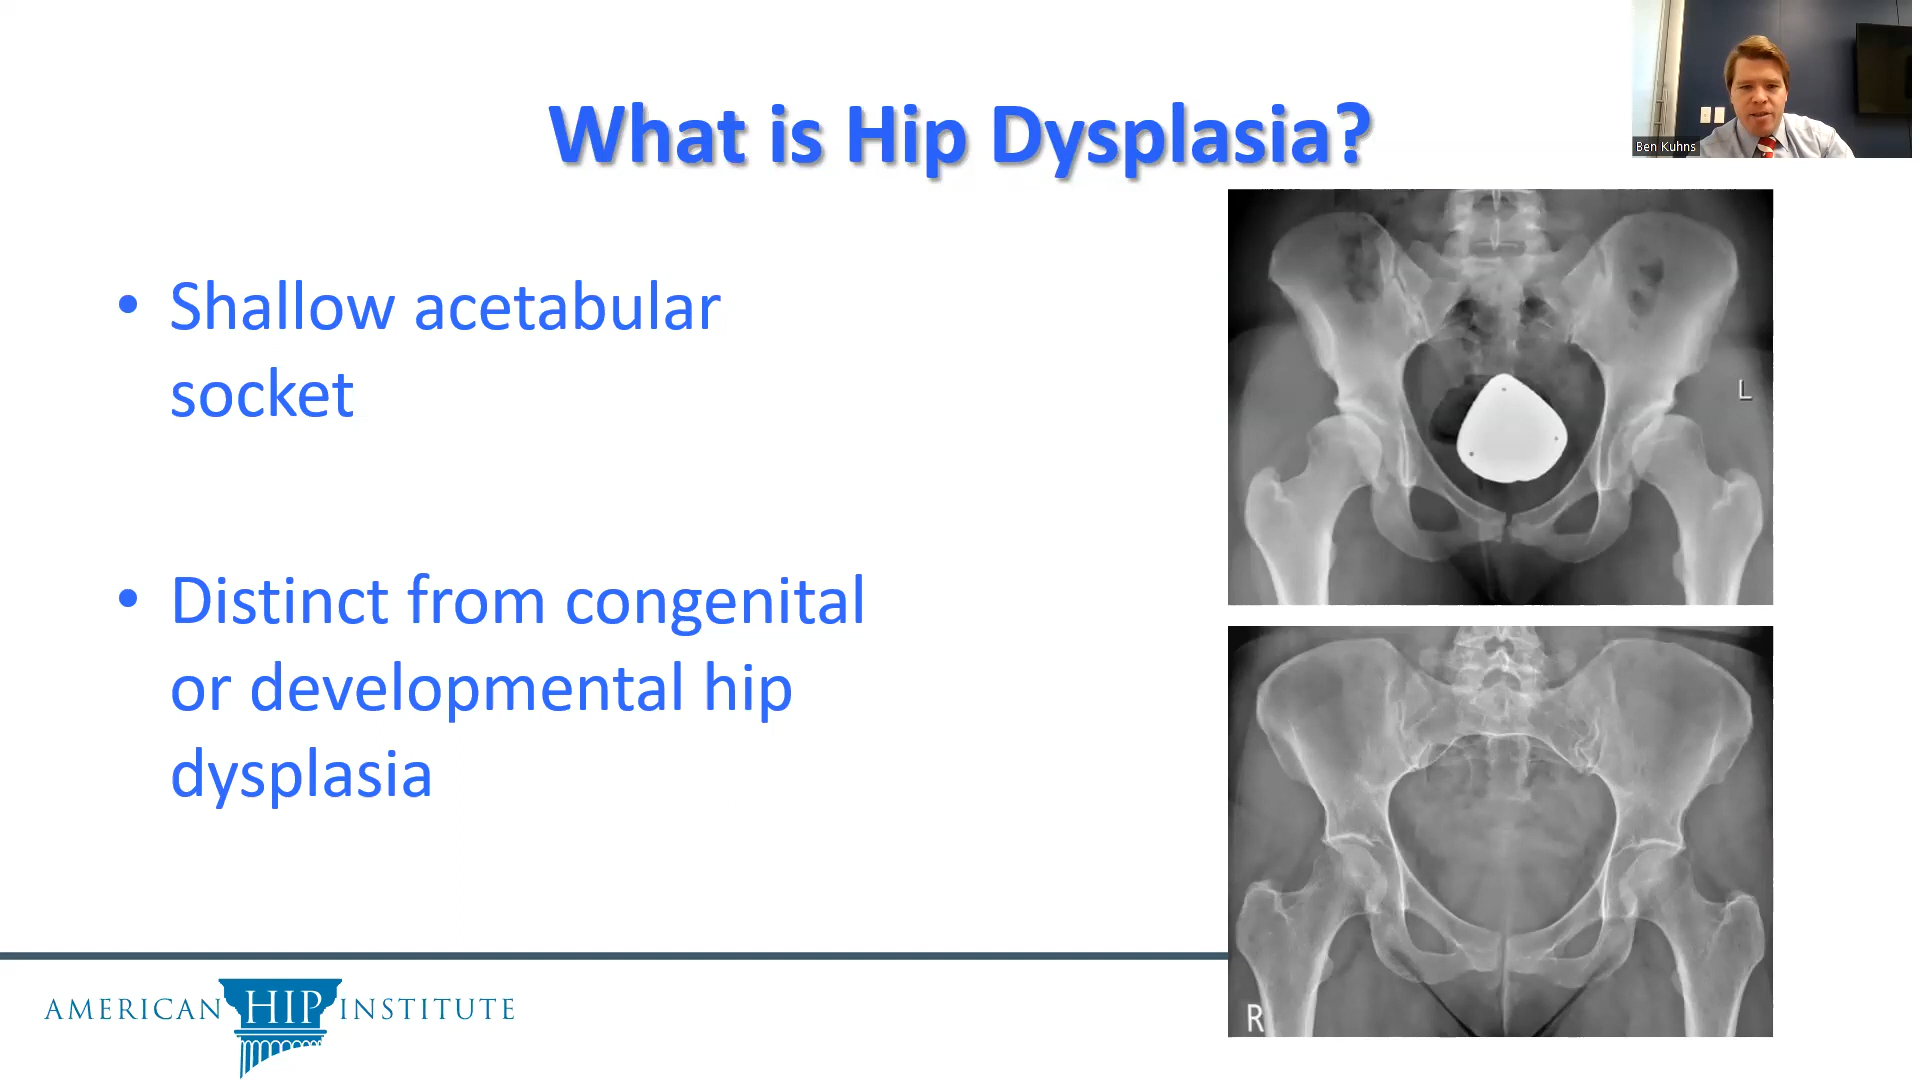 What is Hip Dysplasia?
Ben Kuhns
• Shallow acetabular
socket
• Distinct from congenital
or developmental hip
dysplasia
L
R
AMERICAN HIP INSTITUTE